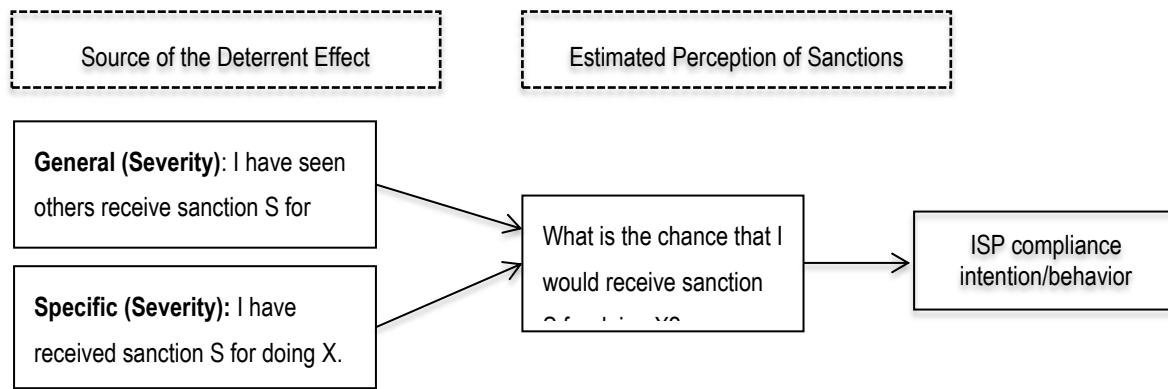 Source of the Deterrent Effect
Estimated Perception of Sanctions
General (Severity): I have seen
others receive sanction S for
Specific (Severity): I have
received sanction S for doing X.
What is the chance that I
would receive sanction
ISP compliance
intention/behavior